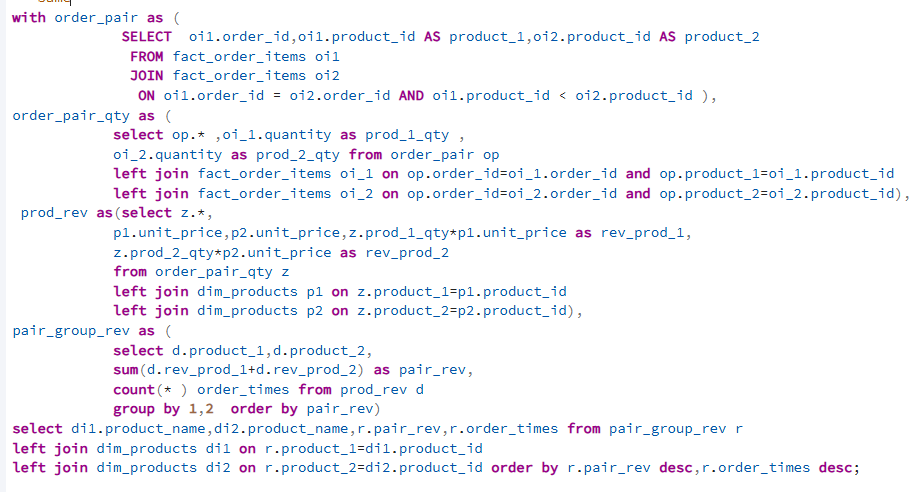 with order_pair as (
SELECT oi1.order_id,oi1.product_id AS product_1,oi2.product_id AS product_2
FROM fact_order_items oi1
JOIN fact_order_items oi2
ON oi1.order_id = oi2.order_id AND oi1.product_id < oi2.product_id ),
order_pair_qty as (
select op.* ,oi_1.quantity as prod_1_qty ,
oi_2.quantity as prod_2_qty from order_pair op
left join fact_order_items oi_1 on op.order_id=oi_1.order_id and op.product_1=oi_1.product_id
left join fact_order_items oi_2 on op.order_id=oi_2.order_id and op.product_2=oi_2.product_id),
prod_rev as(select z.*,
p1.unit_price,p2.unit_price,z.prod_1_qty*p1.unit_price as rev_prod_1,
z.prod_2_qty*p2.unit_price as rev_prod_2
from order_pair_qty z
left join dim_products p1 on z.product_1=p1.product_id
left join dim_products p2 on z.product_2=p2.product_id),
pair_group_rev as (
select d.product_1,d.product_2,
sum(d.rev_prod_1+d.rev_prod_2) as pair_rev,
count(* ) order_times from prod_rev d
group by 1,2 order by pair_rev)
select di1.product_name,di2.product_name,r.pair_rev,r.order_times from pair_group_rev r
left join dim_products di1 on r.product_1=di1.product_id
left join dim_products di2 on r.product_2=di2.product_id order by r.pair_rev desc,r.order_times desc;